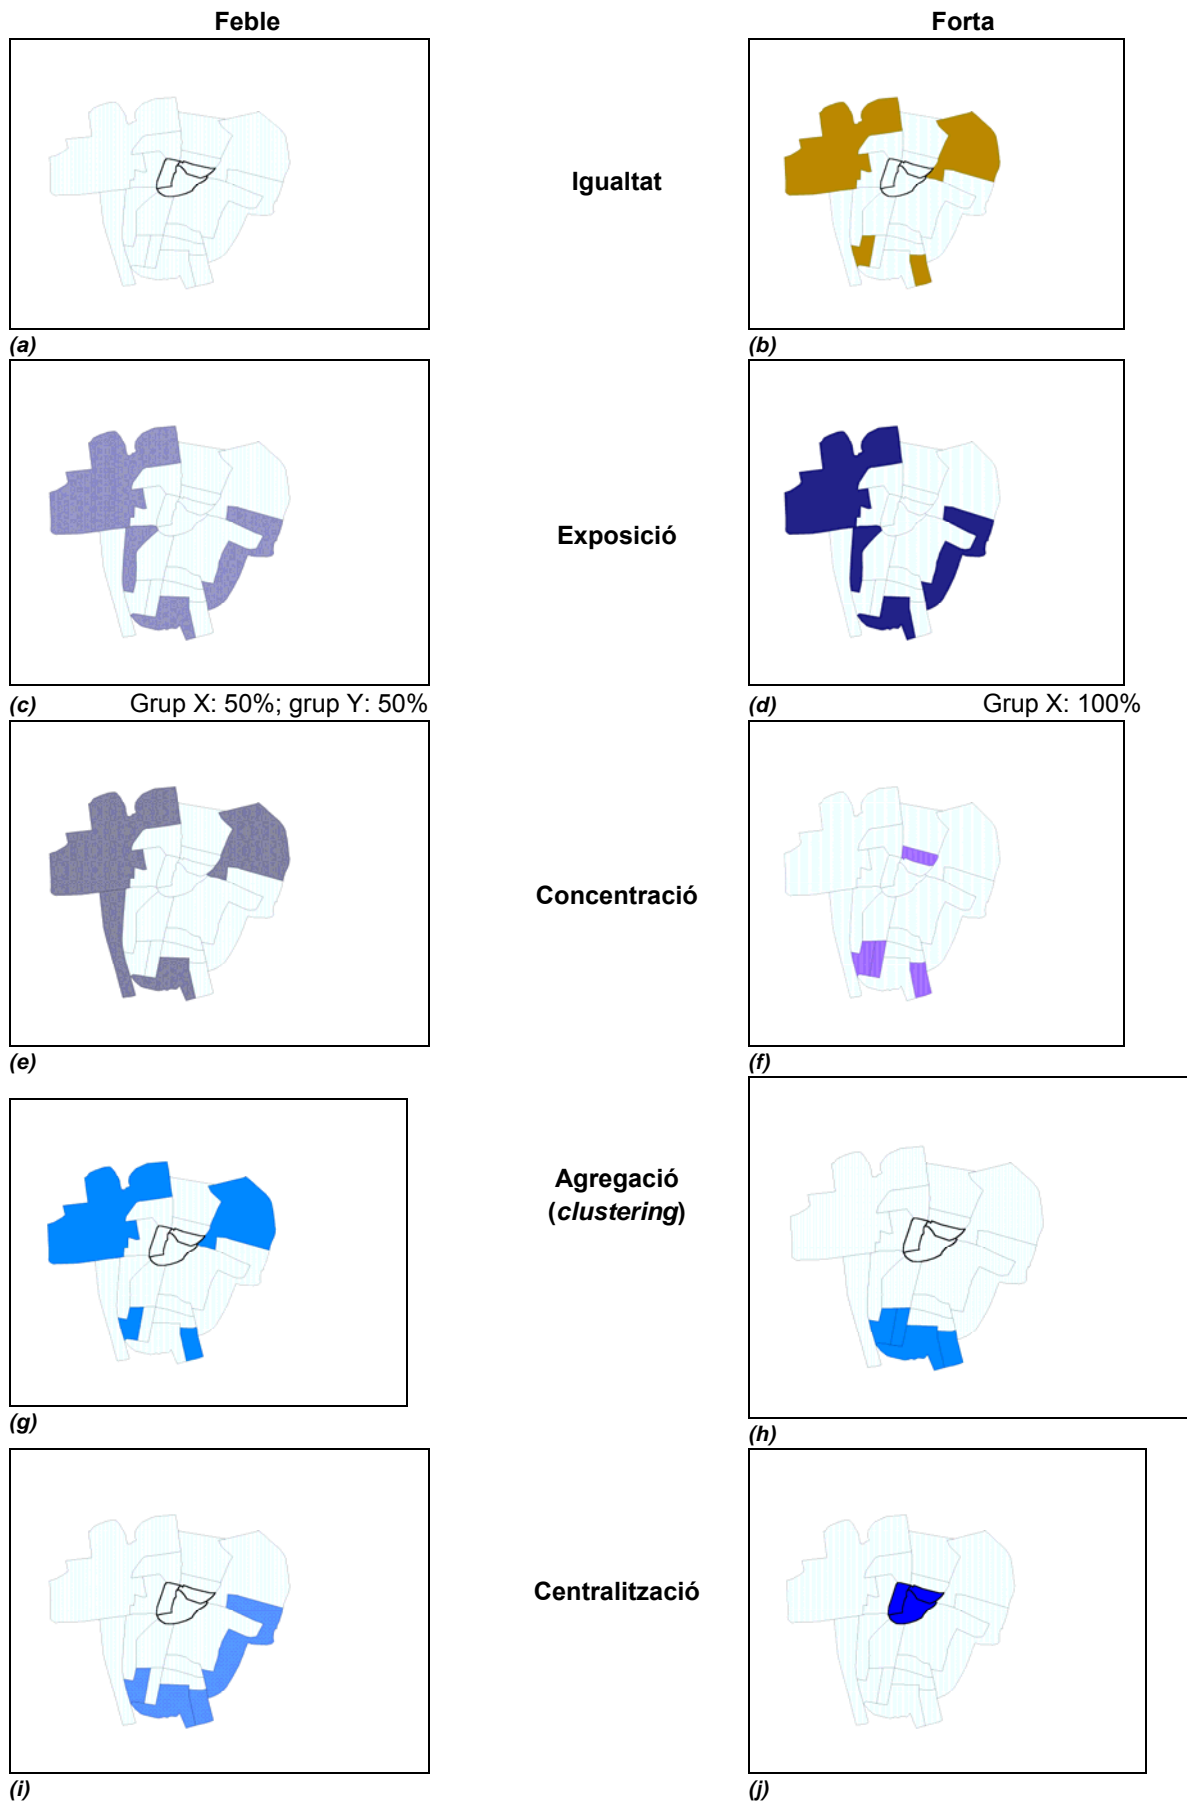 Feble
Forta
Igualtat
(a)
(b)
Exposició
(c) Grup X: 50%; grup Y: 50%
(d) Grup X: 100%
Concentració
(e)
(f)
Agregació
(clustering)
(g)
(h)
Centralització
(i)
(j)